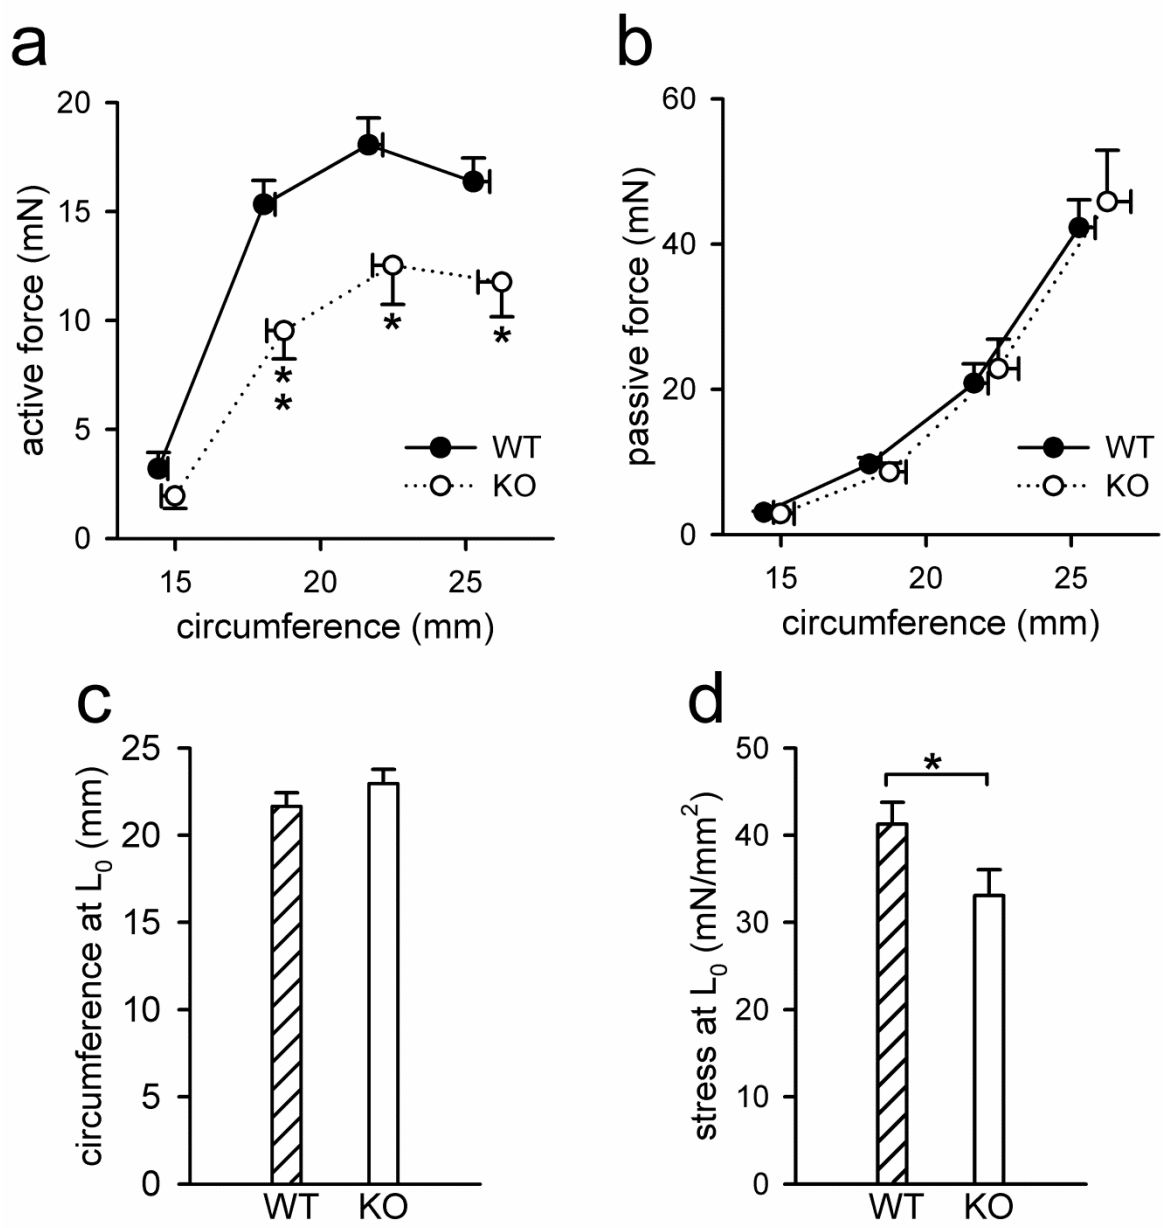 a
20
15
10
5
0
active force (mN)
*
*
*
*
WT
KO
15 20 25
circumference (mm)
b
60
40
20
0
passive force (mN)
WT
KO
15 20 25
circumference (mm)
c
25
20
15
10
5
0
circumference at L₀ (mm)
WT KO
d
50
40
30
20
10
0
stress at L₀ (mN/mm²)
*
WT KO